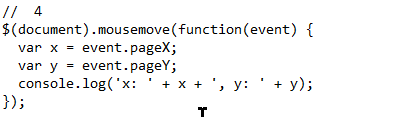 //  4
$(document).mousemove(function(event) {
  var x = event.pageX;
  var y = event.pageY;
  console.log('x: ' + x + ', y: ' + y);
});